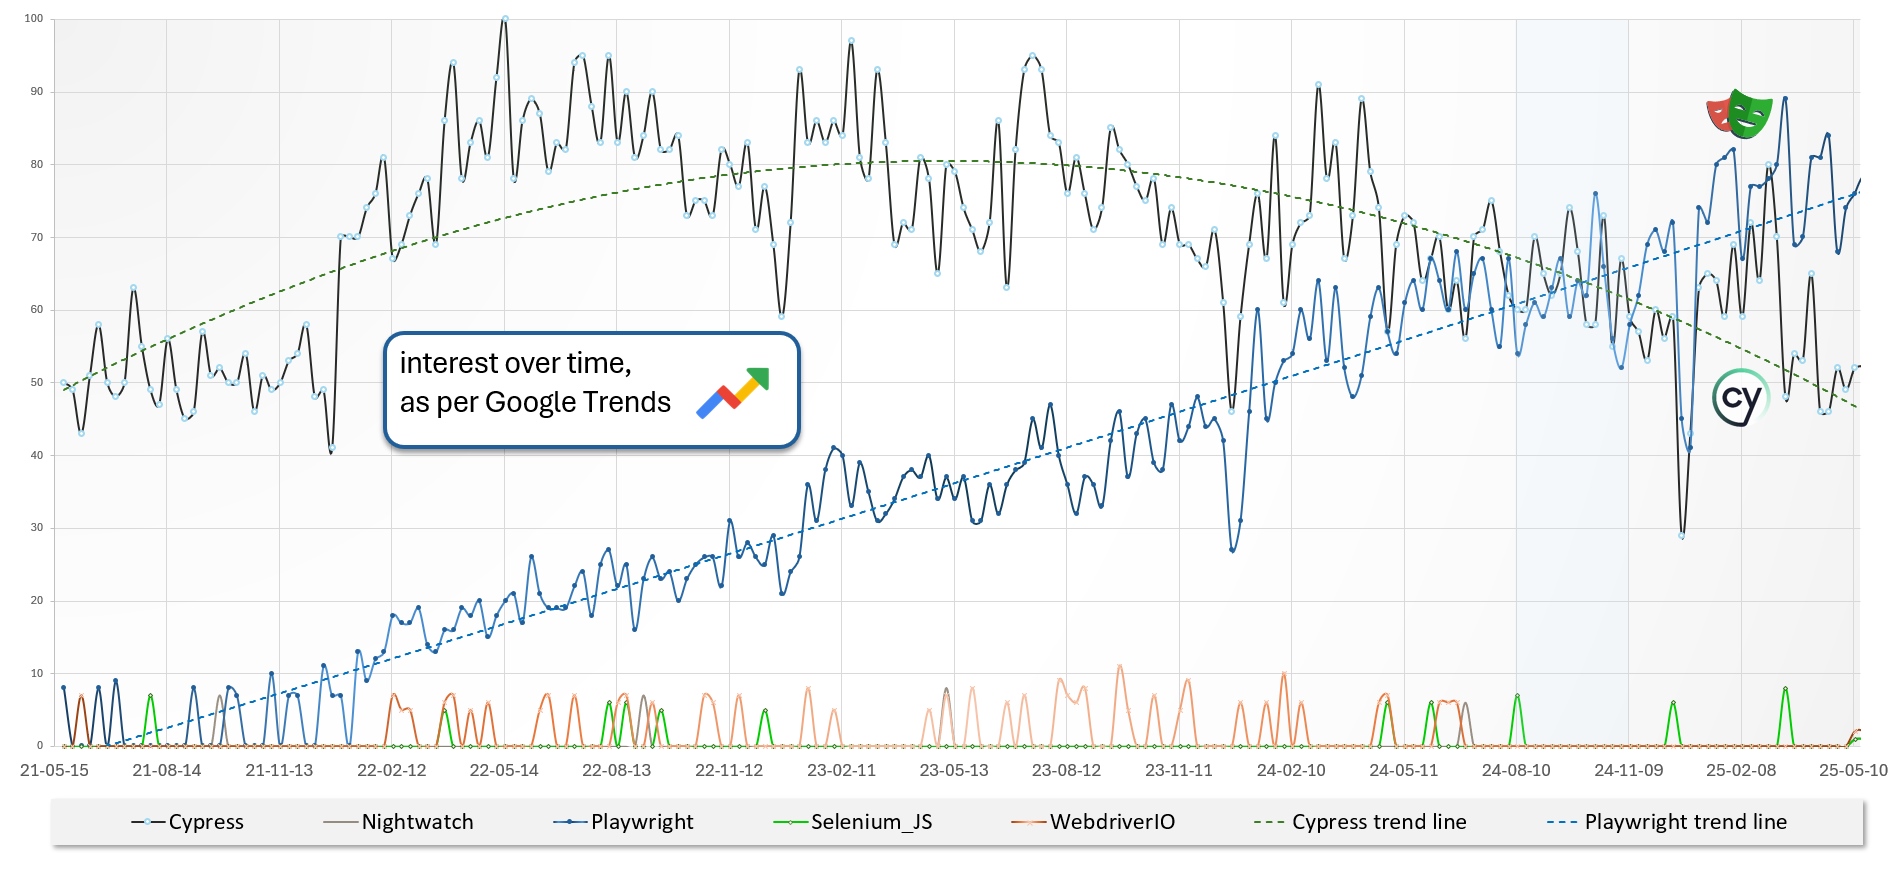 100
90
80
70
60
50
40
30
20
10
0
interest over time,
as per Google Trends
cy
21-05-15 21-08-14 21-11-13 22-02-12 22-05-14 22-08-13 22-11-12 23-02-11 23-05-13 23-08-12 23-11-11 24-02-10 24-05-11 24-08-10 24-11-09 25-02-08 25-05-10
Cypress Nightwatch Playwright Selenium_JS WebdriverIO Cypress trend line Playwright trend line